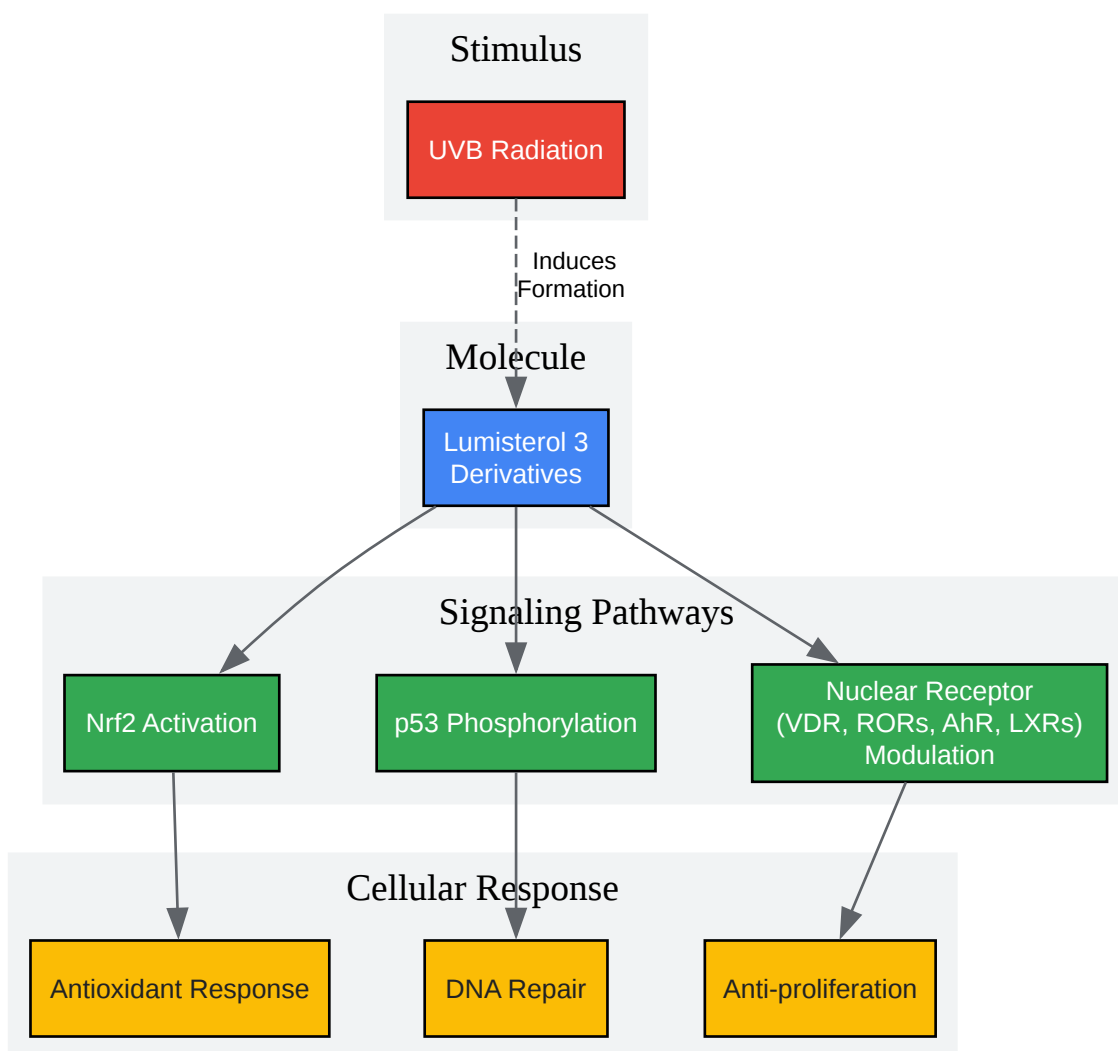 Stimulus
UVB Radiation
Induces
Formation
Molecule
Lumisterol 3
Derivatives
Signaling Pathways
Nrf2 Activation
p53 Phosphorylation
Nuclear Receptor
(VDR, RORs, AhR, LXRs)
Modulation
Cellular Response
Antioxidant Response
DNA Repair
Anti-proliferation